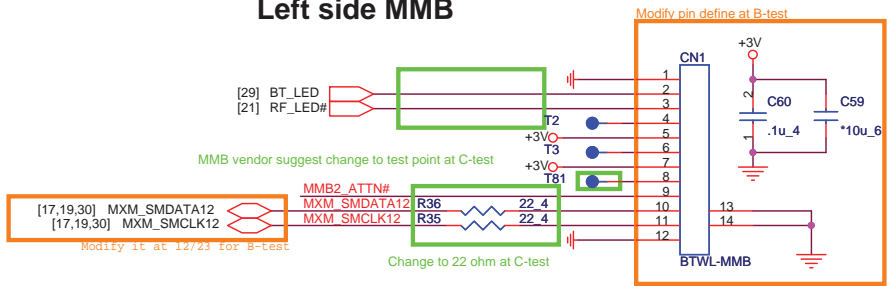 Left side MMB
Modify pin define at B-test
+3V
CN1
1
[29] BT_LED
2
[21] RF_LED#
3
T2
4
+3V
5
T3
6
+3V
7
T81
8
MMB vendor suggest change to test point at C-test
MMB2_ATTN#
9
[17,19,30] MXM_SMDATA12
MXM_SMDATA12
R36
22_4
10
[17,19,30] MXM_SMCLK12
MXM_SMCLK12
R35
22_4
11
12
13
14
BTWL-MMB
2
1
C60
.1u_4
C59
*10u_6
Modify it at 12/23 for B-test
Change to 22 ohm at C-test